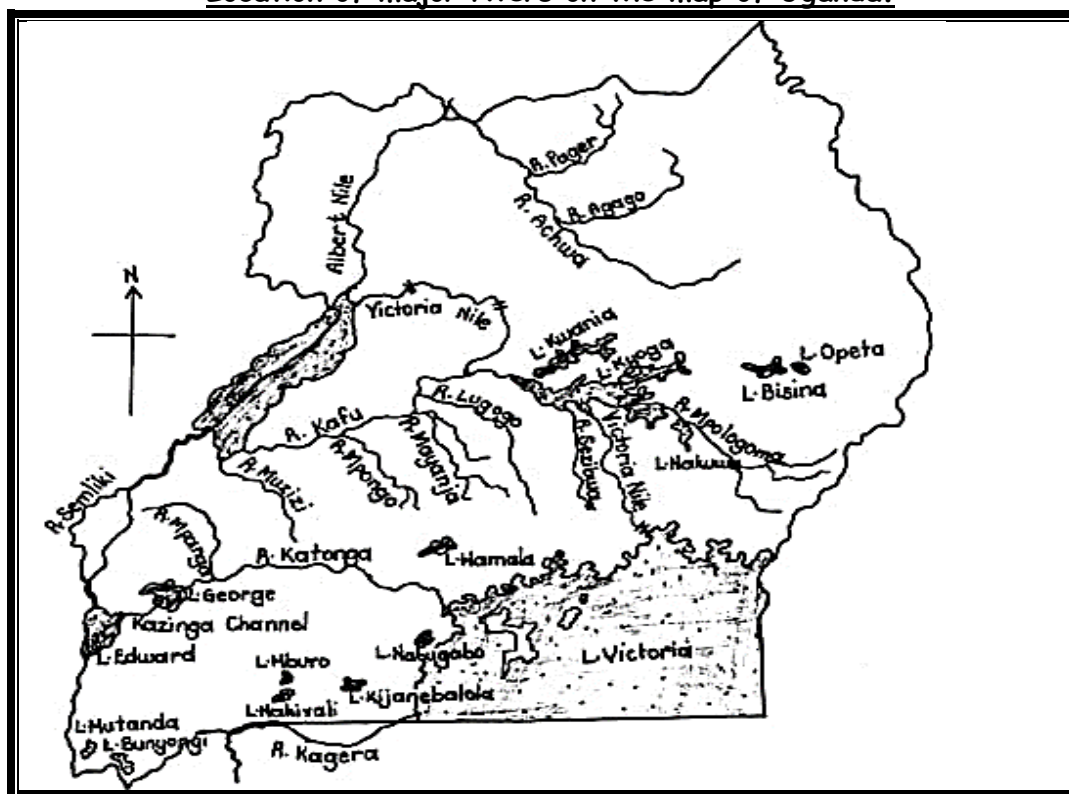 Location of major rivers on the map of Uganda.
R. Pager
R. Agago
R. Achwa
Albert Nile
N
Victoria Nile
L. Kwania
L. Kyoga
L. Opeta
L. Bisina
R. Lugogo
R. Kafu
R. Mayanja
R. Mpongo
R. Sezibwa
Victoria Nile
R. Mpologoma
L. Nakuwa
R. Muzizi
R. Semliki
R. Mpango
R. Katonga
L. Wamala
L. George
Kazinga Channel
L. Edward
L. Nabugabo
L. Victoria
L. Mburo
L. Kijanebalola
L. Nakivali
L. Mutanda
L. Bunyonyi
R. Kagera